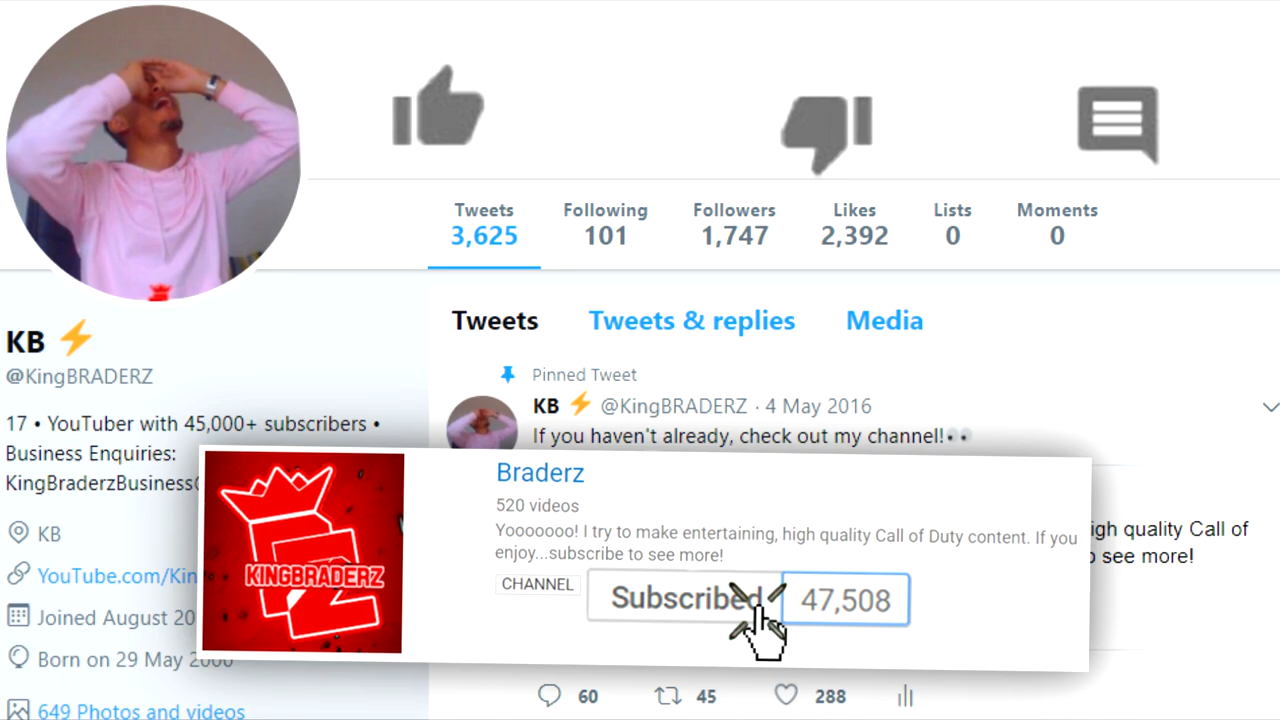 Tweets Following Followers Likes Lists Moments
3,625 101 1,747 2,392 0 0
Tweets Tweets & replies Media
KB ⚡
@KingBRADERZ
17 • YouTuber with 45,000+ subscribers •
Business Enquiries:
KingBraderzBusiness
KB
YouTube.com/Kin
Joined August 20
Born on 29 May 2000
649 Photos and videos
Pinned Tweet
KB ⚡ @KingBRADERZ · 4 May 2016
If you haven't already, check out my channel!👀
KINGBRADERZ
Braderz
520 videos
Yooooooo! I try to make entertaining, high quality Call of Duty content. If you
enjoy...subscribe to see more!
CHANNEL Subscribed 47,508
igh quality Call of
o see more!
60 45 288